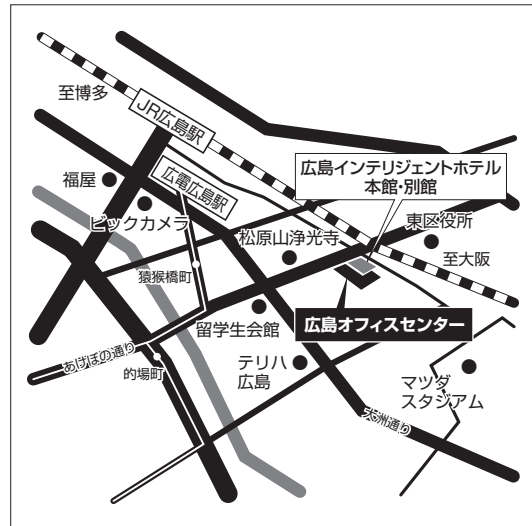 至博多
JR広島駅
福屋
ビックカメラ
広電広島駅
広島インテリジェントホテル
本館・別館
松原山浄光寺
東区役所
猿猴橋町
至大阪
留学生会館
広島オフィスセンター
あけぼの通り
的場町
テリハ
広島
マツダ
スタジアム
大洲通り